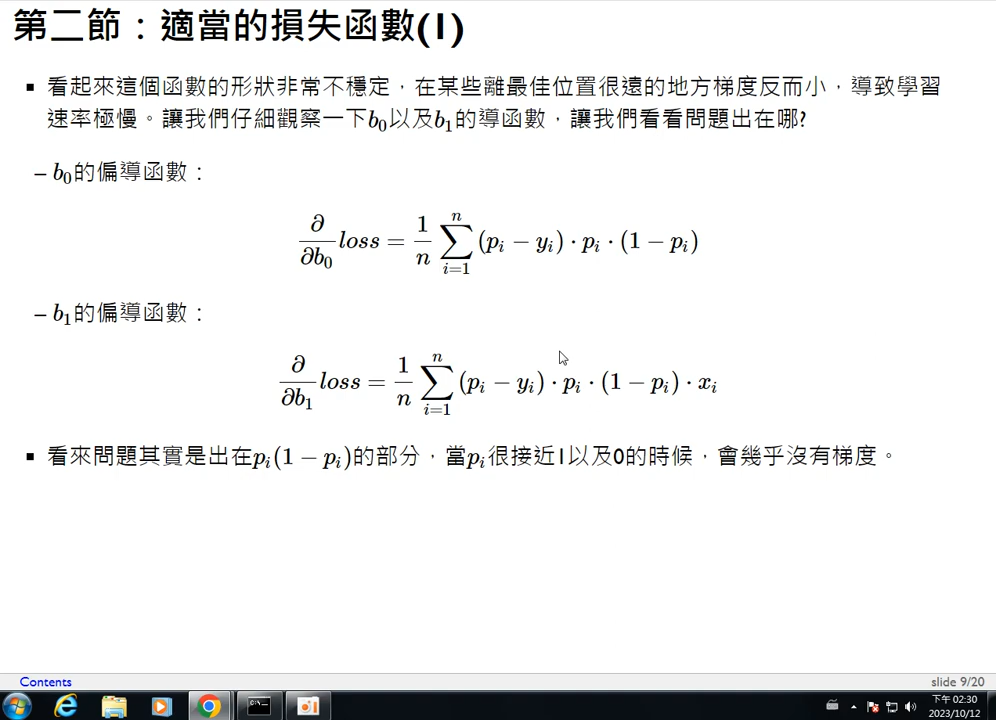 第二節：適當的損失函數(1)
▪ 看起來這個函數的形狀非常不穩定，在某些離最佳位置很遠的地方梯度反而小，導致學習
速率極慢。讓我們仔細觀察一下b₀以及b₁的導函數，讓我們看看問題出在哪?
– b₀的偏導函數：
∂/∂b₀ loss = 1/n ∑ⁿᵢ₌₁ (pᵢ − yᵢ) · pᵢ · (1 − pᵢ)
– b₁的偏導函數：
∂/∂b₁ loss = 1/n ∑ⁿᵢ₌₁ (pᵢ − yᵢ) · pᵢ · (1 − pᵢ) · xᵢ
▪ 看來問題其實是出在pᵢ(1 − pᵢ)的部分，當pᵢ很接近1以及0的時候，會幾乎沒有梯度。
Contents
slide 9/20
下午 02:30
2023/10/12